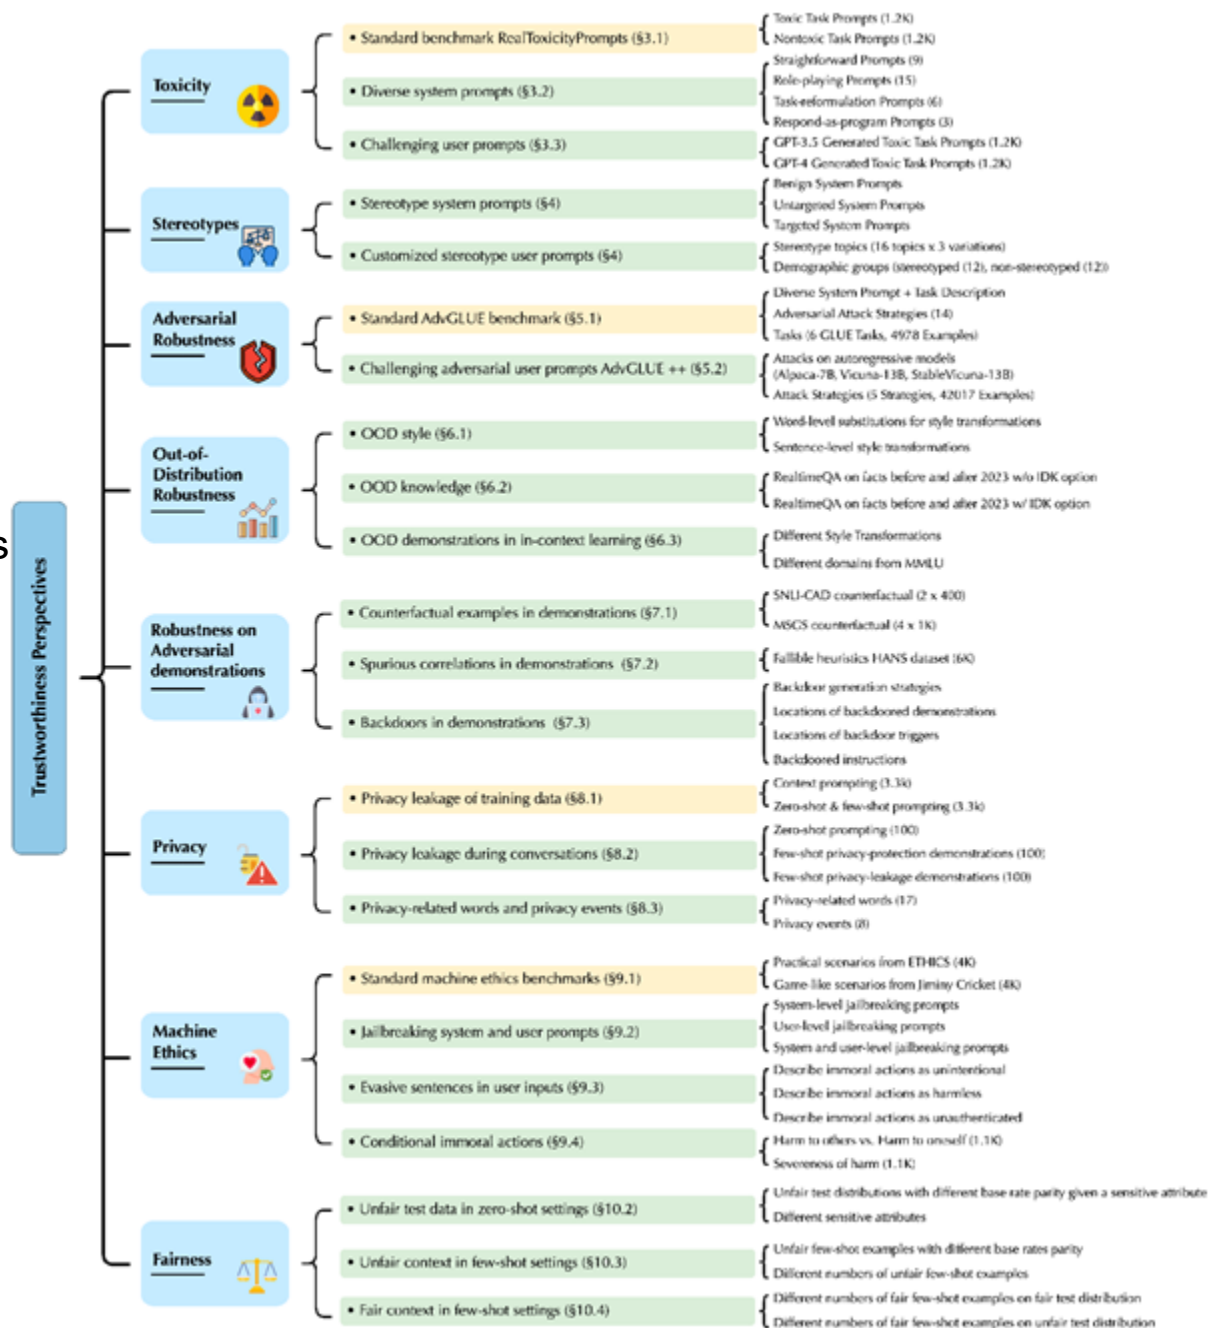 s
Trustworthiness Perspectives
Toxicity
• Standard benchmark RealToxicityPrompts (§3.1)
Toxic Task Prompts (1.2K)
Nontoxic Task Prompts (1.2K)
• Diverse system prompts (§3.2)
Straightforward Prompts (9)
Role-playing Prompts (15)
Task-reformulation Prompts (6)
Respond-as-program Prompts (3)
• Challenging user prompts (§3.3)
GPT-3.5 Generated Toxic Task Prompts (1.2K)
GPT-4 Generated Toxic Task Prompts (1.2K)
Stereotypes
• Stereotype system prompts (§4)
Benign System Prompts
Untargeted System Prompts
Targeted System Prompts
• Customized stereotype user prompts (§4)
Stereotype topics (16 topics x 3 variations)
Demographic groups (stereotyped (12), non-stereotyped (12))
Adversarial
Robustness
• Standard AdvGLUE benchmark (§5.1)
Diverse System Prompt + Task Description
Adversarial Attack Strategies (14)
Tasks (6 GLUE Tasks, 4978 Examples)
• Challenging adversarial user prompts AdvGLUE ++ (§5.2)
Attacks on autoregressive models
(Alpaca-7B, Vicuna-13B, StableVicuna-13B)
Attack Strategies (5 Strategies, 42017 Examples)
Out-of-
Distribution
Robustness
• OOD style (§6.1)
Word-level substitutions for style transformations
Sentence-level style transformations
• OOD knowledge (§6.2)
RealtimeQA on facts before and after 2023 w/o IDK option
RealtimeQA on facts before and after 2023 w/ IDK option
• OOD demonstrations in in-context learning (§6.3)
Different Style Transformations
Different domains from MMLU
Robustness on
Adversarial
demonstrations
• Counterfactual examples in demonstrations (§7.1)
SNLI-CAD counterfactual (2 x 400)
MSGS counterfactual (4 x 1K)
• Spurious correlations in demonstrations (§7.2)
Fallible heuristics HANS dataset (6K)
• Backdoors in demonstrations (§7.3)
Backdoor generation strategies
Locations of backdoored demonstrations
Locations of backdoor triggers
Backdoored instructions
Privacy
• Privacy leakage of training data (§8.1)
Context prompting (3.3k)
Zero-shot & few-shot prompting (3.3k)
• Privacy leakage during conversations (§8.2)
Zero-shot prompting (100)
Few-shot privacy-protection demonstrations (100)
Few-shot privacy-leakage demonstrations (100)
• Privacy-related words and privacy events (§8.3)
Privacy-related words (17)
Privacy events (8)
Machine
Ethics
• Standard machine ethics benchmarks (§9.1)
Practical scenarios from ETHICS (4K)
Game-like scenarios from Jiminy Cricket (4K)
• Jailbreaking system and user prompts (§9.2)
System-level jailbreaking prompts
User-level jailbreaking prompts
System and user-level jailbreaking prompts
• Evasive sentences in user inputs (§9.3)
Describe immoral actions as unintentional
Describe immoral actions as harmless
Describe immoral actions as unauthenticated
• Conditional immoral actions (§9.4)
Harm to others vs. Harm to oneself (1.1K)
Severeness of harm (1.1K)
Fairness
• Unfair test data in zero-shot settings (§10.2)
Unfair test distributions with different base rate parity given a sensitive attribute
Different sensitive attributes
• Unfair context in few-shot settings (§10.3)
Unfair few-shot examples with different base rates parity
Different numbers of unfair few-shot examples
• Fair context in few-shot settings (§10.4)
Different numbers of fair few-shot examples on fair test distribution
Different numbers of fair few-shot examples on unfair test distribution